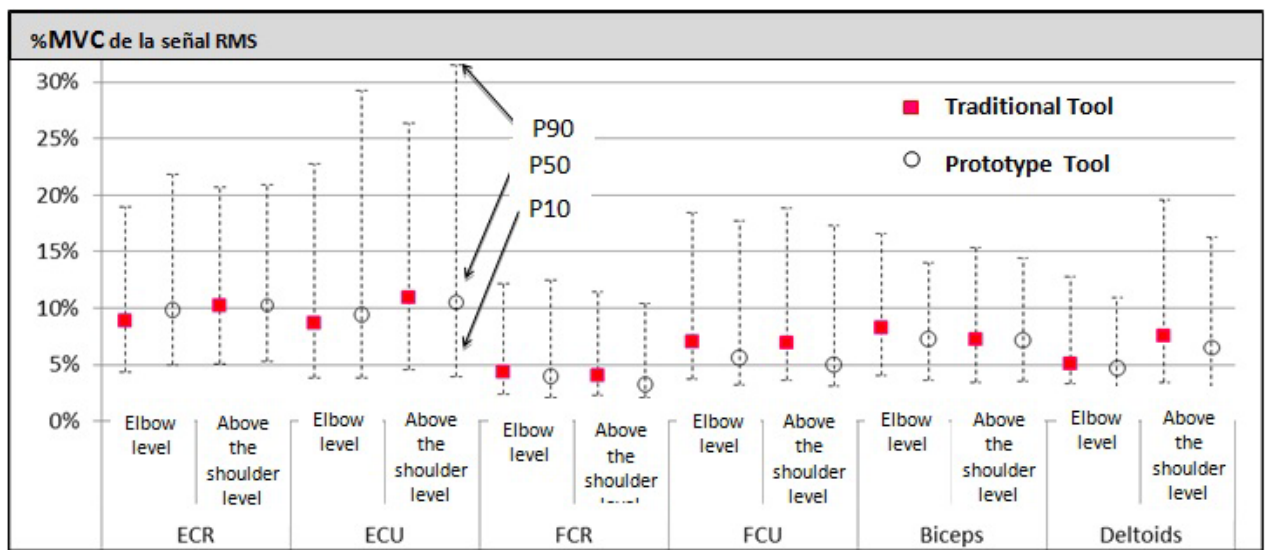 %MVC de la señal RMS
30%
25%
20%
15%
10%
5%
0%
P90
P50
P10
Traditional Tool
Prototype Tool
Elbow
level
Above
the
shoulder
level
Elbow
level
Above
the
shoulder
level
Elbow
level
Above
the
shoulder
Elbow
level
Above
the
shoulder
level
Elbow
level
Above
the
shoulder
level
Elbow
level
Above
the
shoulder
level
ECR
ECU
FCR
FCU
Biceps
Deltoids